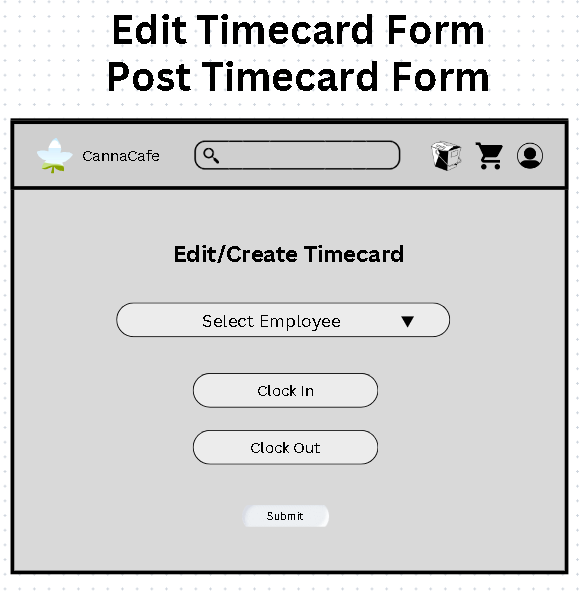 Edit Timecard Form
Post Timecard Form
CannaCafe
Edit/Create Timecard
Select Employee
Clock In
Clock Out
Submit